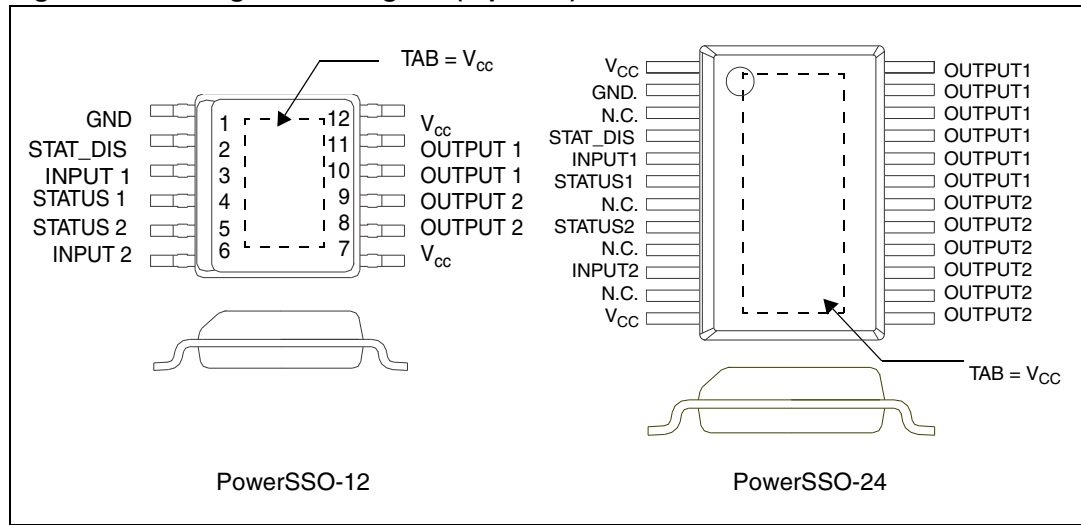 TAB = Vcc
GND
STAT_DIS
INPUT 1
STATUS 1
STATUS 2
INPUT 2
1
2
3
4
5
6
12
11
10
9
8
7
Vcc
OUTPUT 1
OUTPUT 1
OUTPUT 2
OUTPUT 2
Vcc
PowerSSO-12
VCC
GND.
N.C.
STAT_DIS
INPUT1
STATUS1
N.C.
STATUS2
N.C.
INPUT2
N.C.
VCC
OUTPUT1
OUTPUT1
OUTPUT1
OUTPUT1
OUTPUT1
OUTPUT1
OUTPUT2
OUTPUT2
OUTPUT2
OUTPUT2
OUTPUT2
OUTPUT2
TAB = VCC
PowerSSO-24